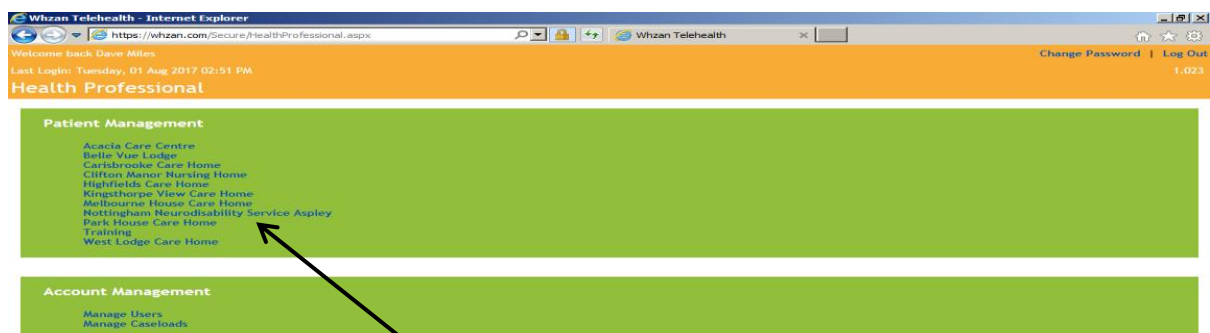 Whzan Telehealth - Internet Explorer
https://whzan.com/Secure/HealthProfessional.aspx
Whzan Telehealth
Welcome back Dave Miles
Change Password | Log Out
Last Login: Tuesday, 01 Aug 2017 02:51 PM
1.023
Health Professional
Patient Management
Acacia Care Centre
Belle Vue Lodge
Carisbrooke Care Home
Clifton Manor Nursing Home
Highfields Care Home
Kingsthorpe View Care Home
Melbourne House Care Home
Nottingham Neurodisability Service Aspley
Park House Care Home
Training
West Lodge Care Home
Account Management
Manage Users
Manage Caseloads